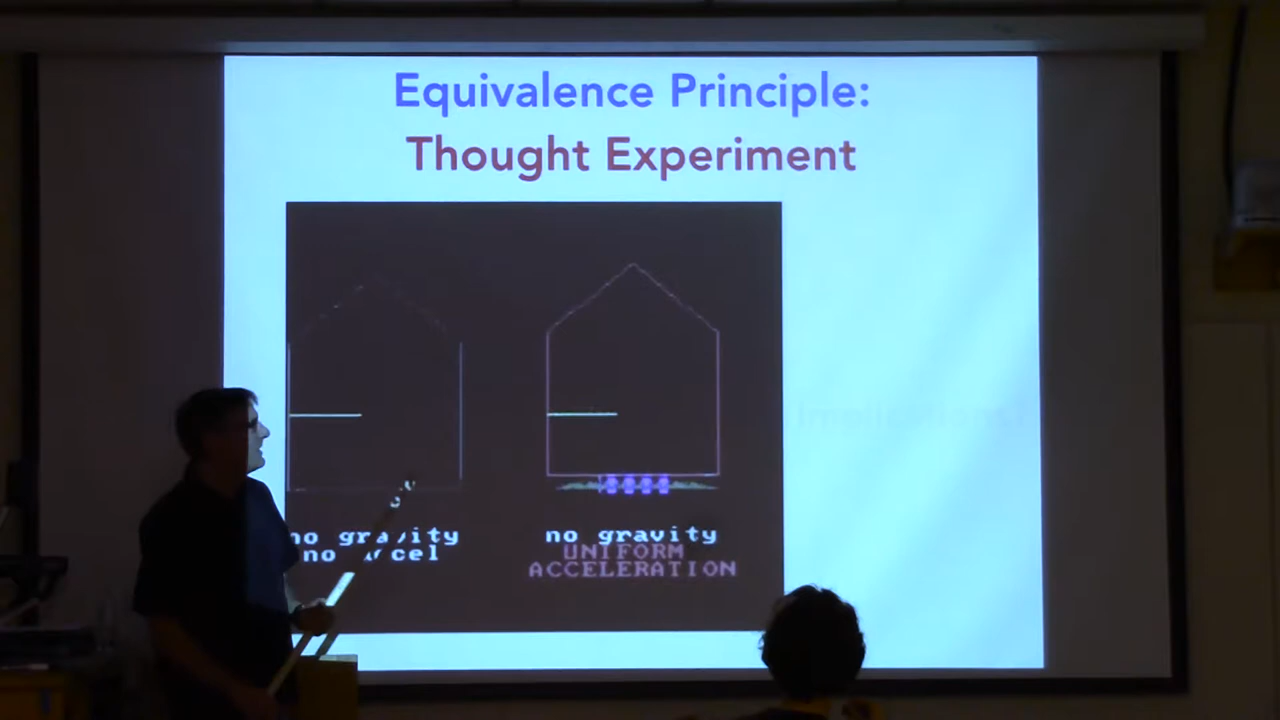 Equivalence Principle:
Thought Experiment
no gravity
no accel
no gravity
UNIFORM
ACCELERATION